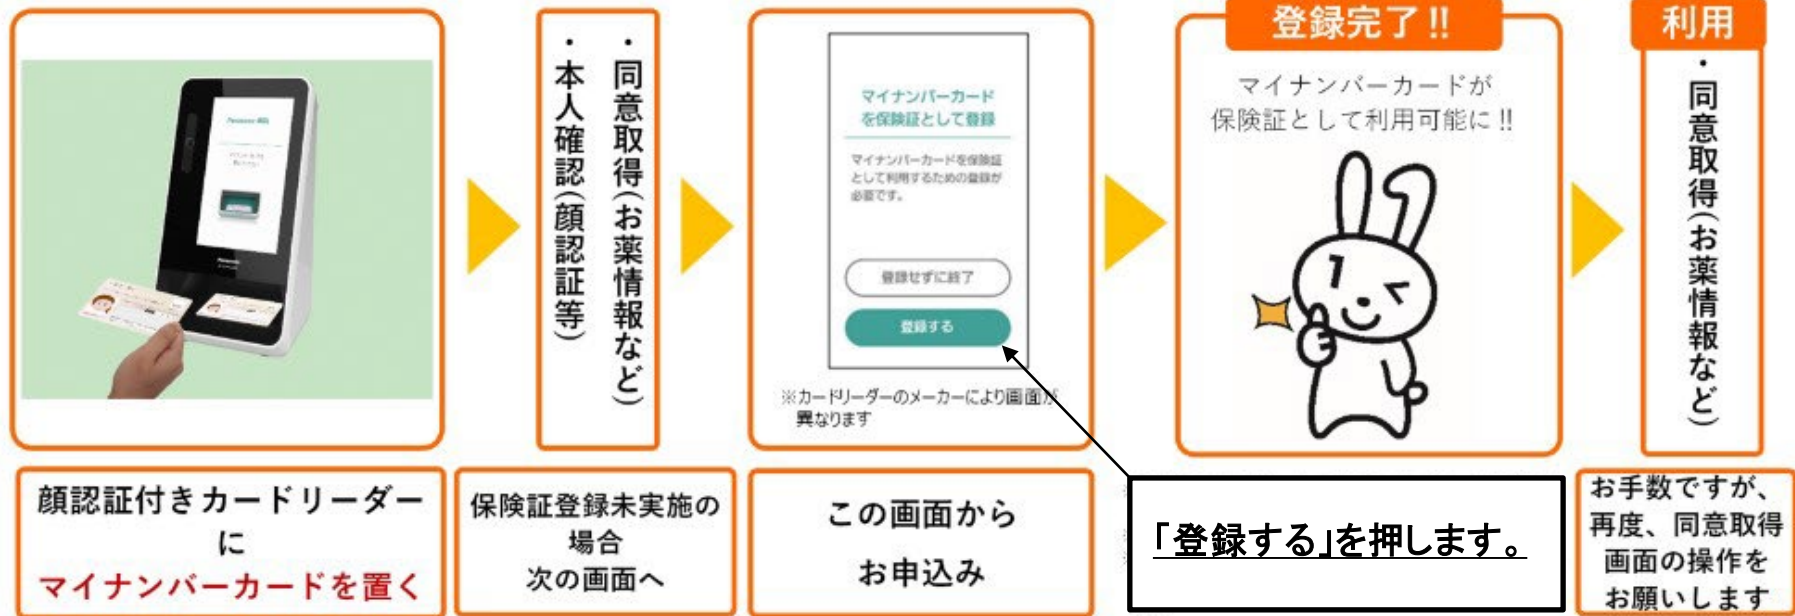 ・本人確認(顔認証等)
・同意取得(お薬情報など)
マイナンバーカード
を保険証として登録
マイナンバーカードを保険証
として利用するための登録が
必要です。
登録せずに終了
登録する
※カードリーダーのメーカーにより画面が
異なります
登録完了!!
マイナンバーカードが
保険証として利用可能に!!
利用
・同意取得(お薬情報など)
顔認証付きカードリーダー
に
マイナンバーカードを置く
保険証登録未実施の
場合
次の画面へ
この画面から
お申込み
「登録する」を押します。
お手数ですが、
再度、同意取得
画面の操作を
お願いします